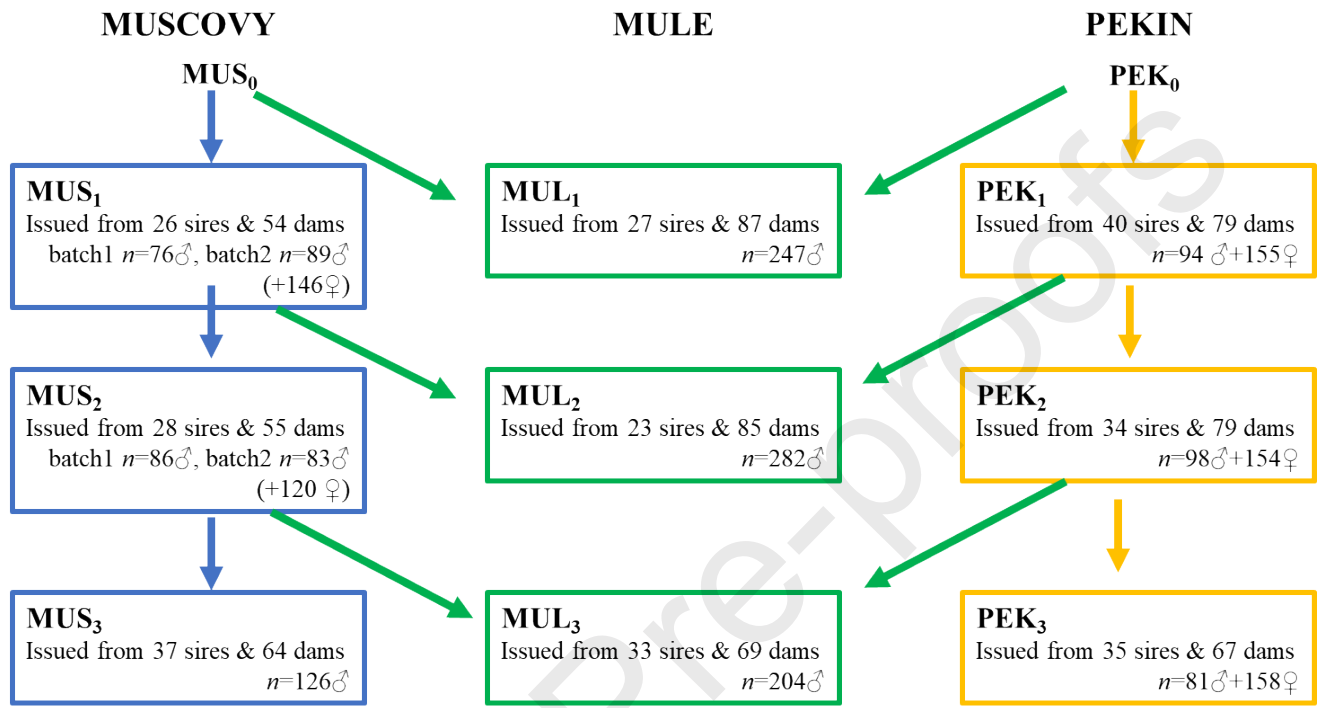 MUSCOVY
MULE
PEKIN
MUS₀
PEK₀
MUS₁
Issued from 26 sires & 54 dams
batch1 n=76♂, batch2 n=89♂
(+146♀)
MUL₁
Issued from 27 sires & 87 dams
n=247♂
PEK₁
Issued from 40 sires & 79 dams
n=94 ♂+155♀
MUS₂
Issued from 28 sires & 55 dams
batch1 n=86♂, batch2 n=83♂
(+120 ♀)
MUL₂
Issued from 23 sires & 85 dams
n=282♂
PEK₂
Issued from 34 sires & 79 dams
n=98♂+154♀
MUS₃
Issued from 37 sires & 64 dams
n=126♂
MUL₃
Issued from 33 sires & 69 dams
n=204♂
PEK₃
Issued from 35 sires & 67 dams
n=81♂+158♀
Pre-proofs